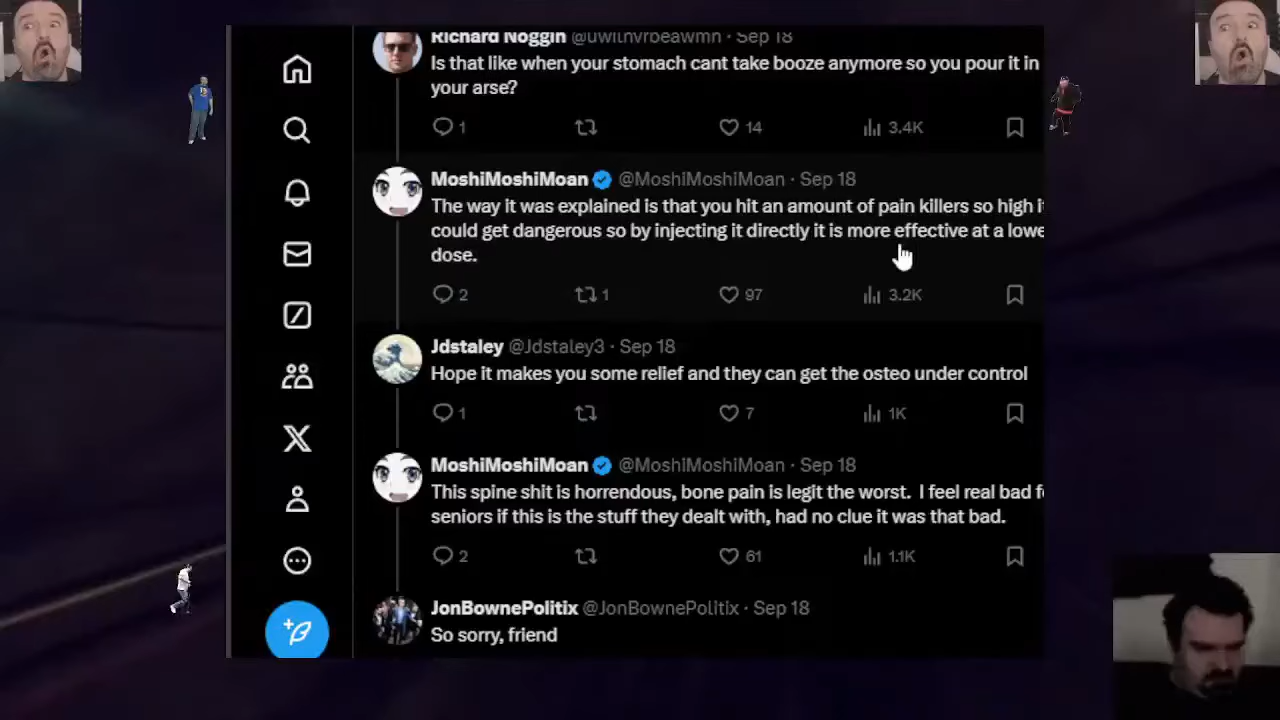 Richard Noggin @uwithvrbeawmn · Sep 18
Is that like when your stomach cant take booze anymore so you pour it in
your arse?
1 14 3.4K
MoshiMoshiMoan @MoshiMoshiMoan · Sep 18
The way it was explained is that you hit an amount of pain killers so high
could get dangerous so by injecting it directly it is more effective at a
dose.
2 1 97 3.2K
Jdstaley @Jdstaley3 · Sep 18
Hope it makes you some relief and they can get the osteo under control
1 7 1K
MoshiMoshiMoan @MoshiMoshiMoan · Sep 18
This spine shit is horrendous, bone pain is legit the worst. I feel real bad
seniors if this is the stuff they dealt with, had no clue it was that bad.
2 61 1.1K
JonBownePolitix @JonBownePolitix · Sep 18
So sorry, friend